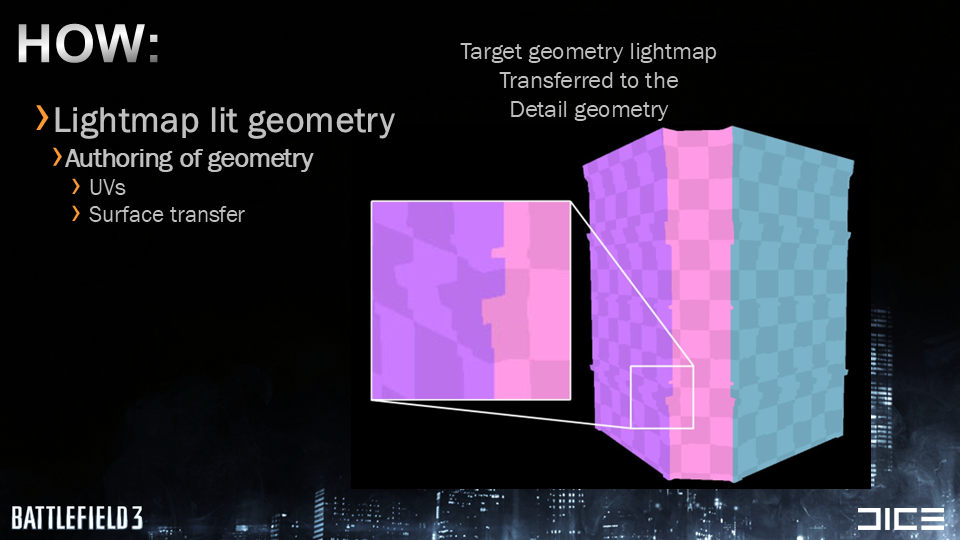 HOW:
Target geometry lightmap
Transferred to the
Detail geometry
Lightmap lit geometry
Authoring of geometry
UVs
Surface transfer
BATTLEFIELD 3
DICE